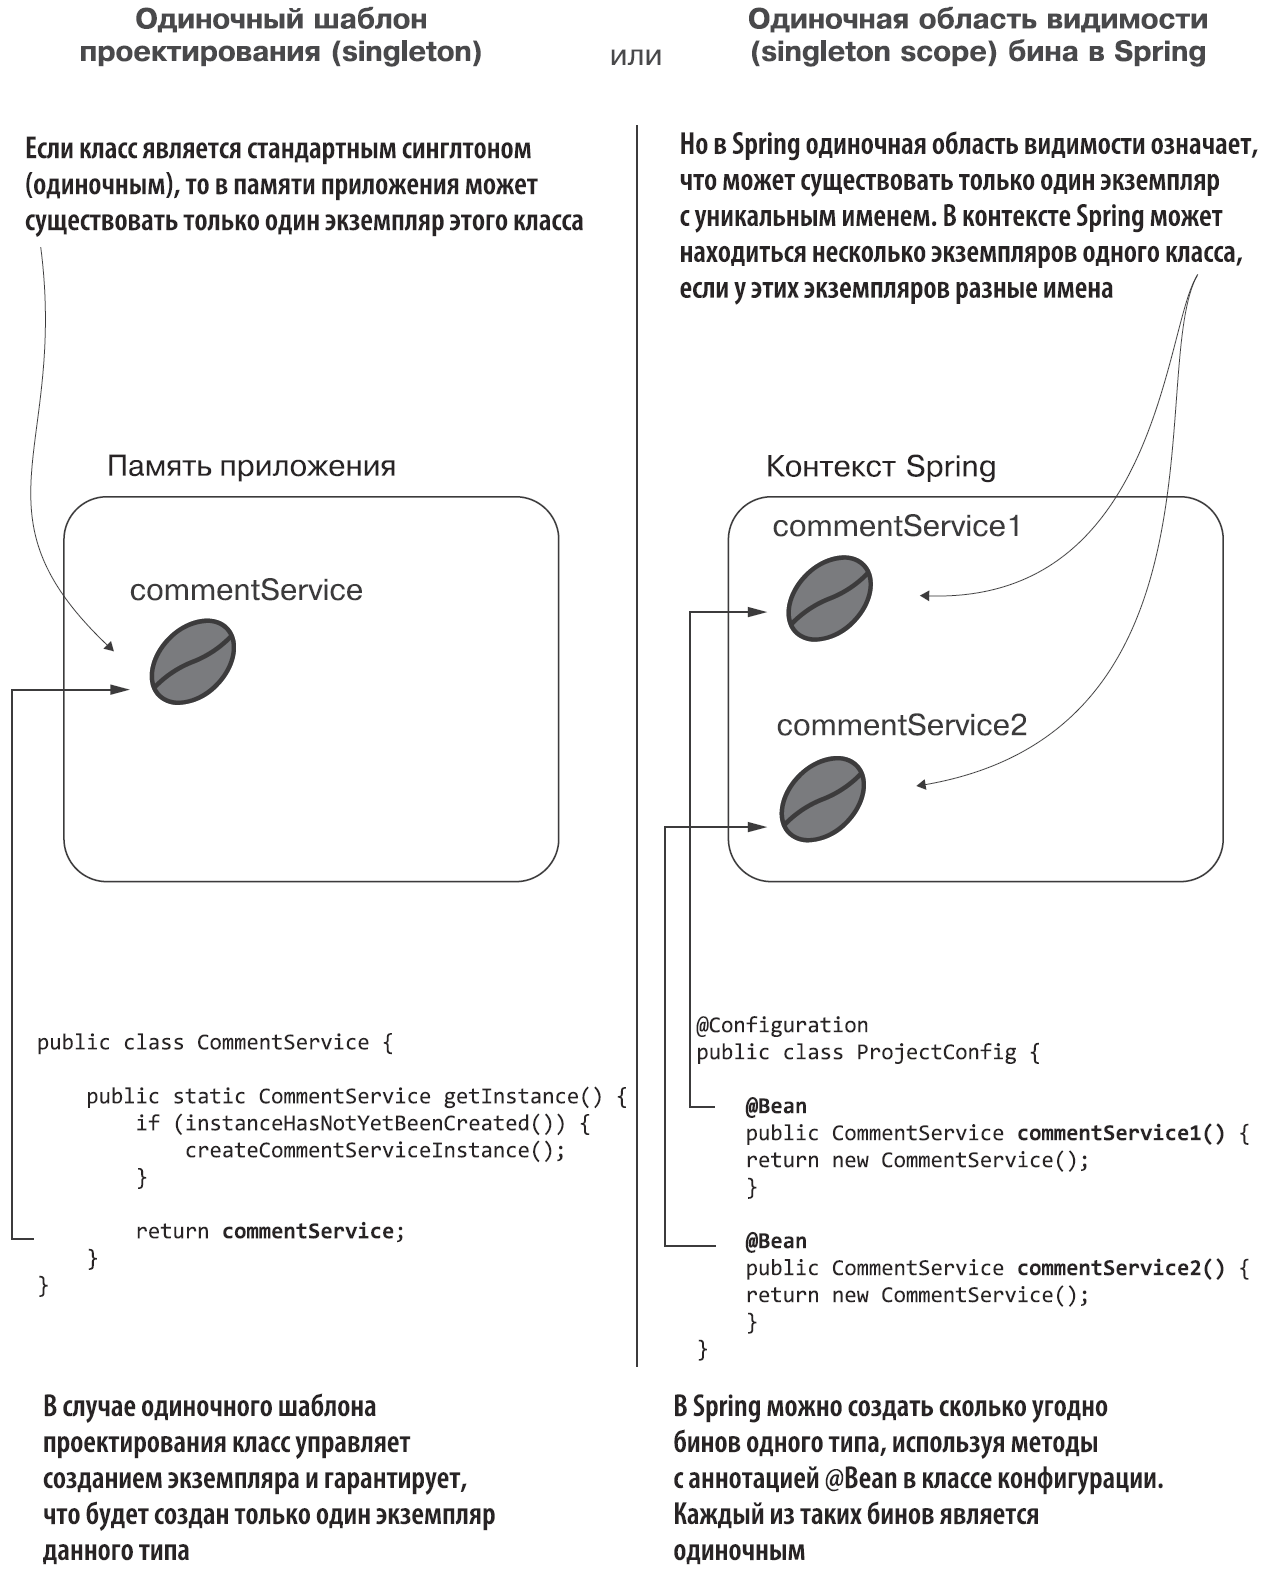 Одиночный шаблон
проектирования (singleton)
или
Одиночная область видимости
(singleton scope) бина в Spring
Если класс является стандартным синглтоном
(одиночным), то в памяти приложения может
существовать только один экземпляр этого класса
Но в Spring одиночная область видимости означает,
что может существовать только один экземпляр
с уникальным именем. В контексте Spring может
находиться несколько экземпляров одного класса,
если у этих экземпляров разные имена
Память приложения
commentService
Контекст Spring
commentService1
commentService2
public class CommentService {
public static CommentService getInstance() {
if (instanceHasNotYetBeenCreated()) {
createCommentServiceInstance();
}
return commentService;
}
}
@Configuration
public class ProjectConfig {
@Bean
public CommentService commentService1() {
return new CommentService();
}
@Bean
public CommentService commentService2() {
return new CommentService();
}
}
В случае одиночного шаблона
проектирования класс управляет
созданием экземпляра и гарантирует,
что будет создан только один экземпляр
данного типа
В Spring можно создать сколько угодно
бинов одного типа, используя методы
с аннотацией @Bean в классе конфигурации.
Каждый из таких бинов является
одиночным